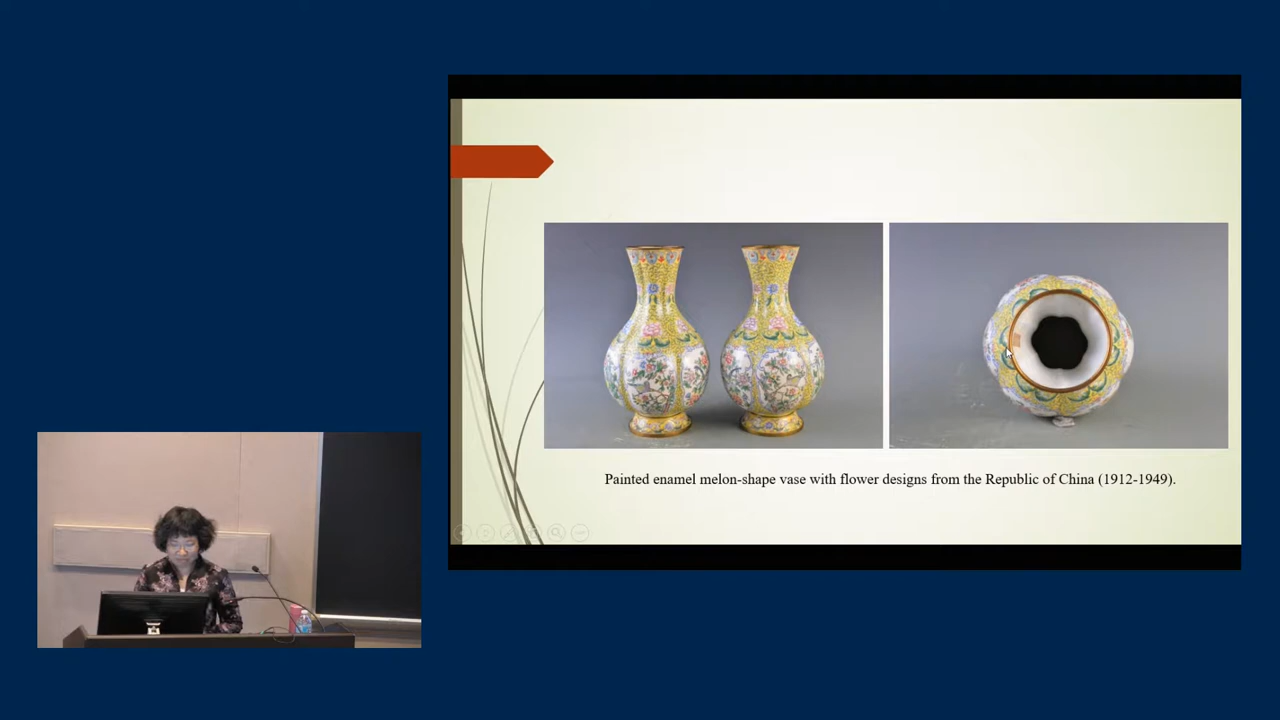 Painted enamel melon-shape vase with flower designs from the Republic of China (1912-1949).